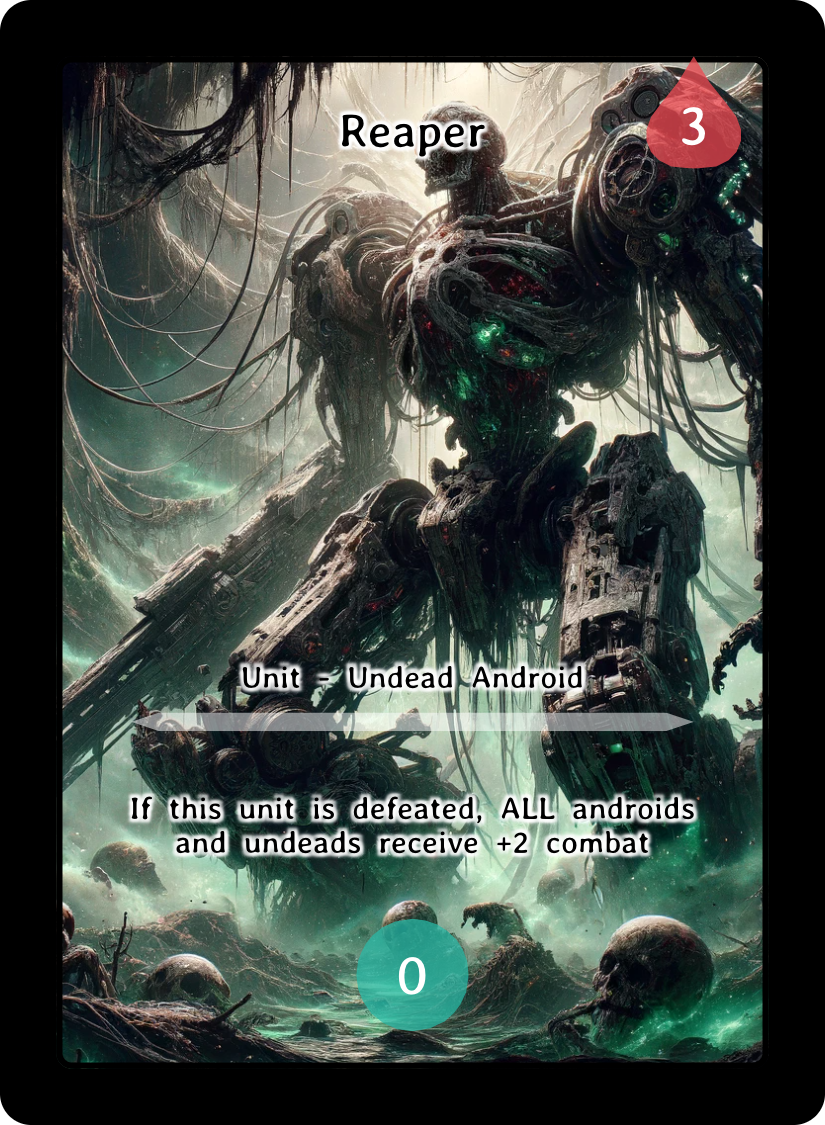 Reaper
3
Unit - Undead Android
If this unit is defeated, ALL androids
and undeads receive +2 combat
0